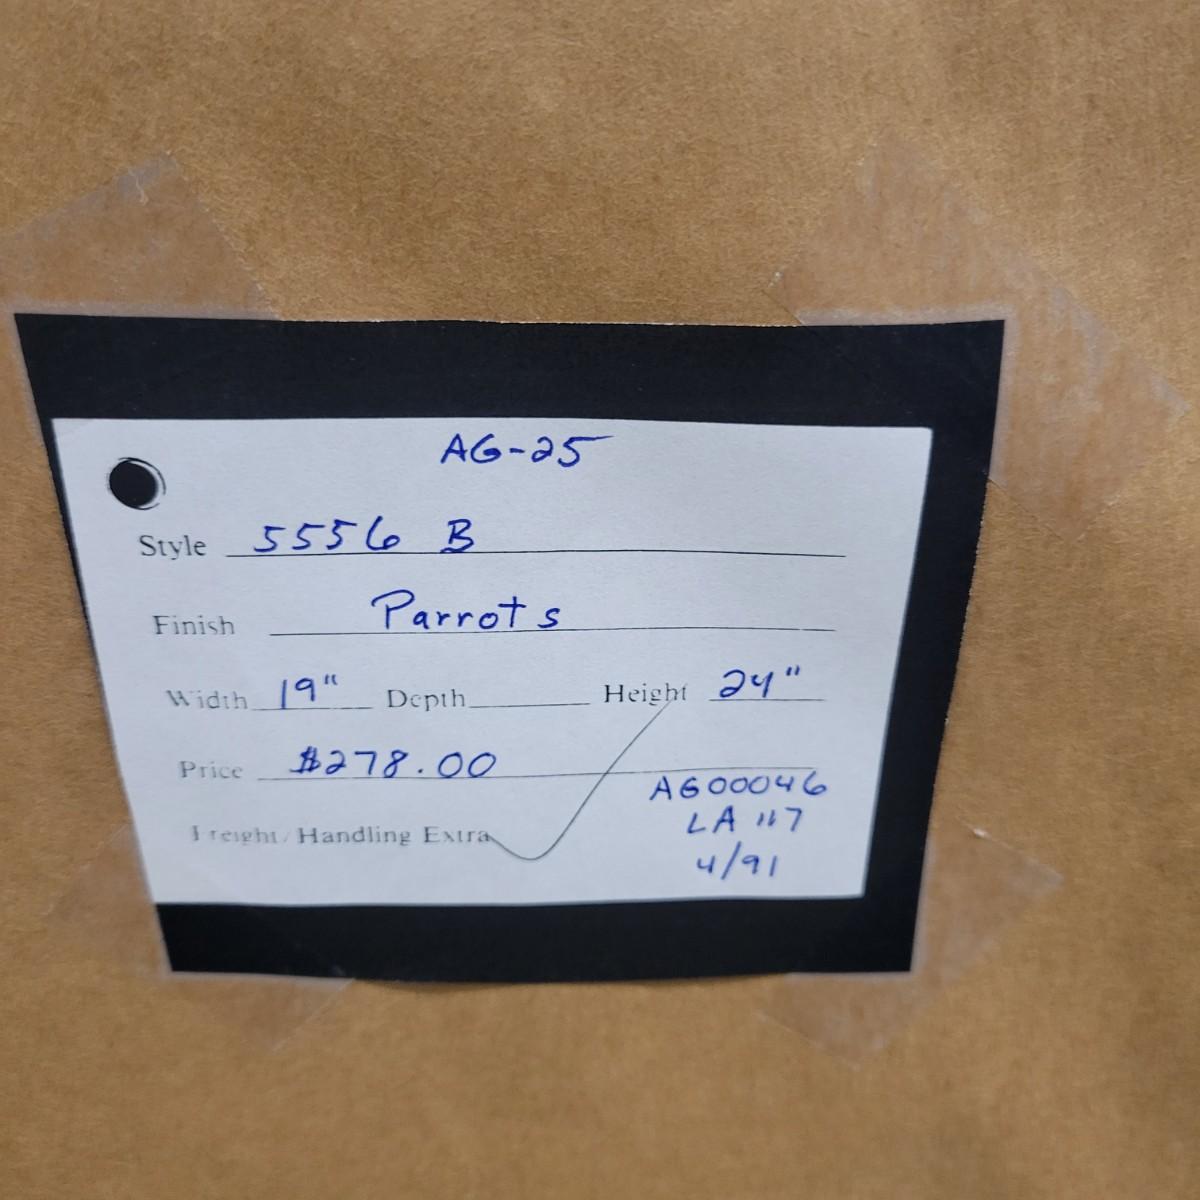 AG-25
Style 5556 B
Finish Parrots
Width 19" Depth Height 24"
Price $278.00
AG00046
Freight/Handling Extra
LA 117
4/91